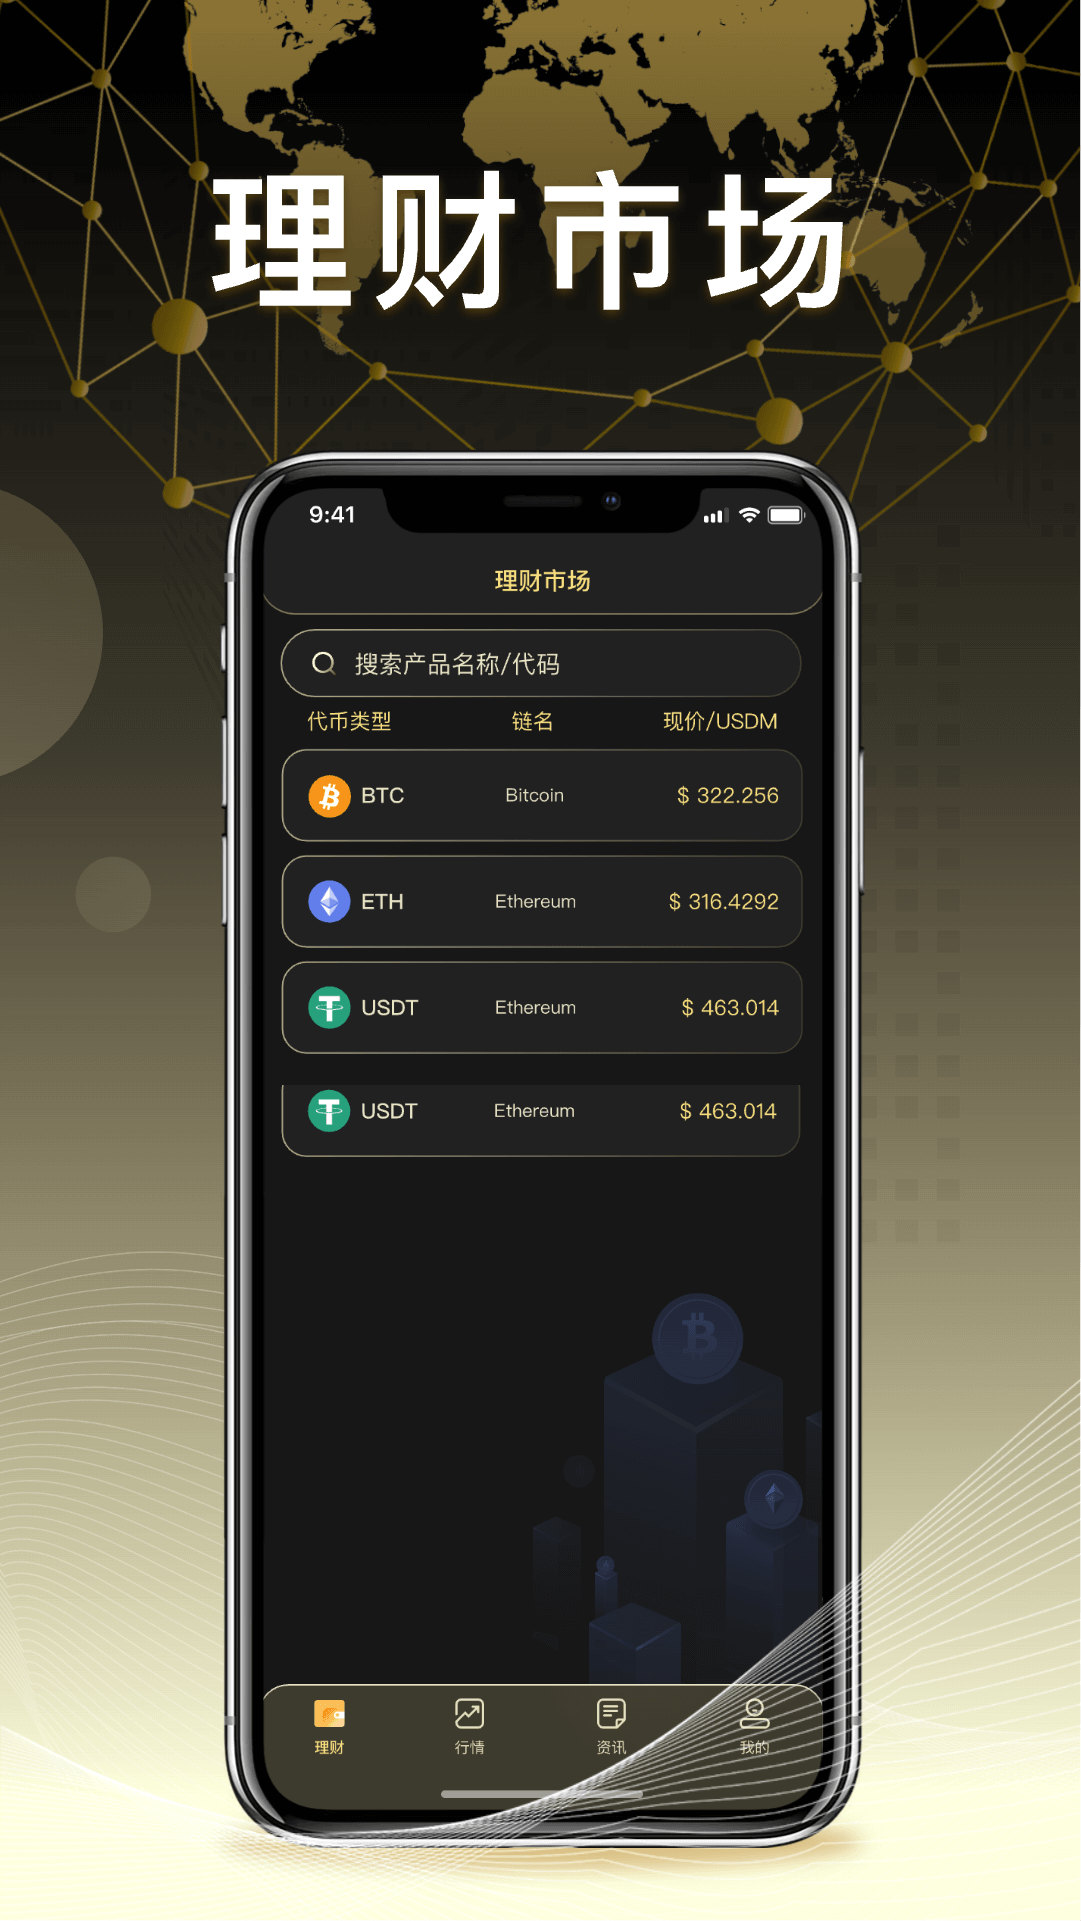 理财市场
9:41
理财市场
搜索产品名称/代码
代币类型 链名 现价/USDM
BTC Bitcoin $ 322.256
ETH Ethereum $ 316.4292
USDT Ethereum $ 463.014
USDT Ethereum $ 463.014
理财 行情 资讯 我的